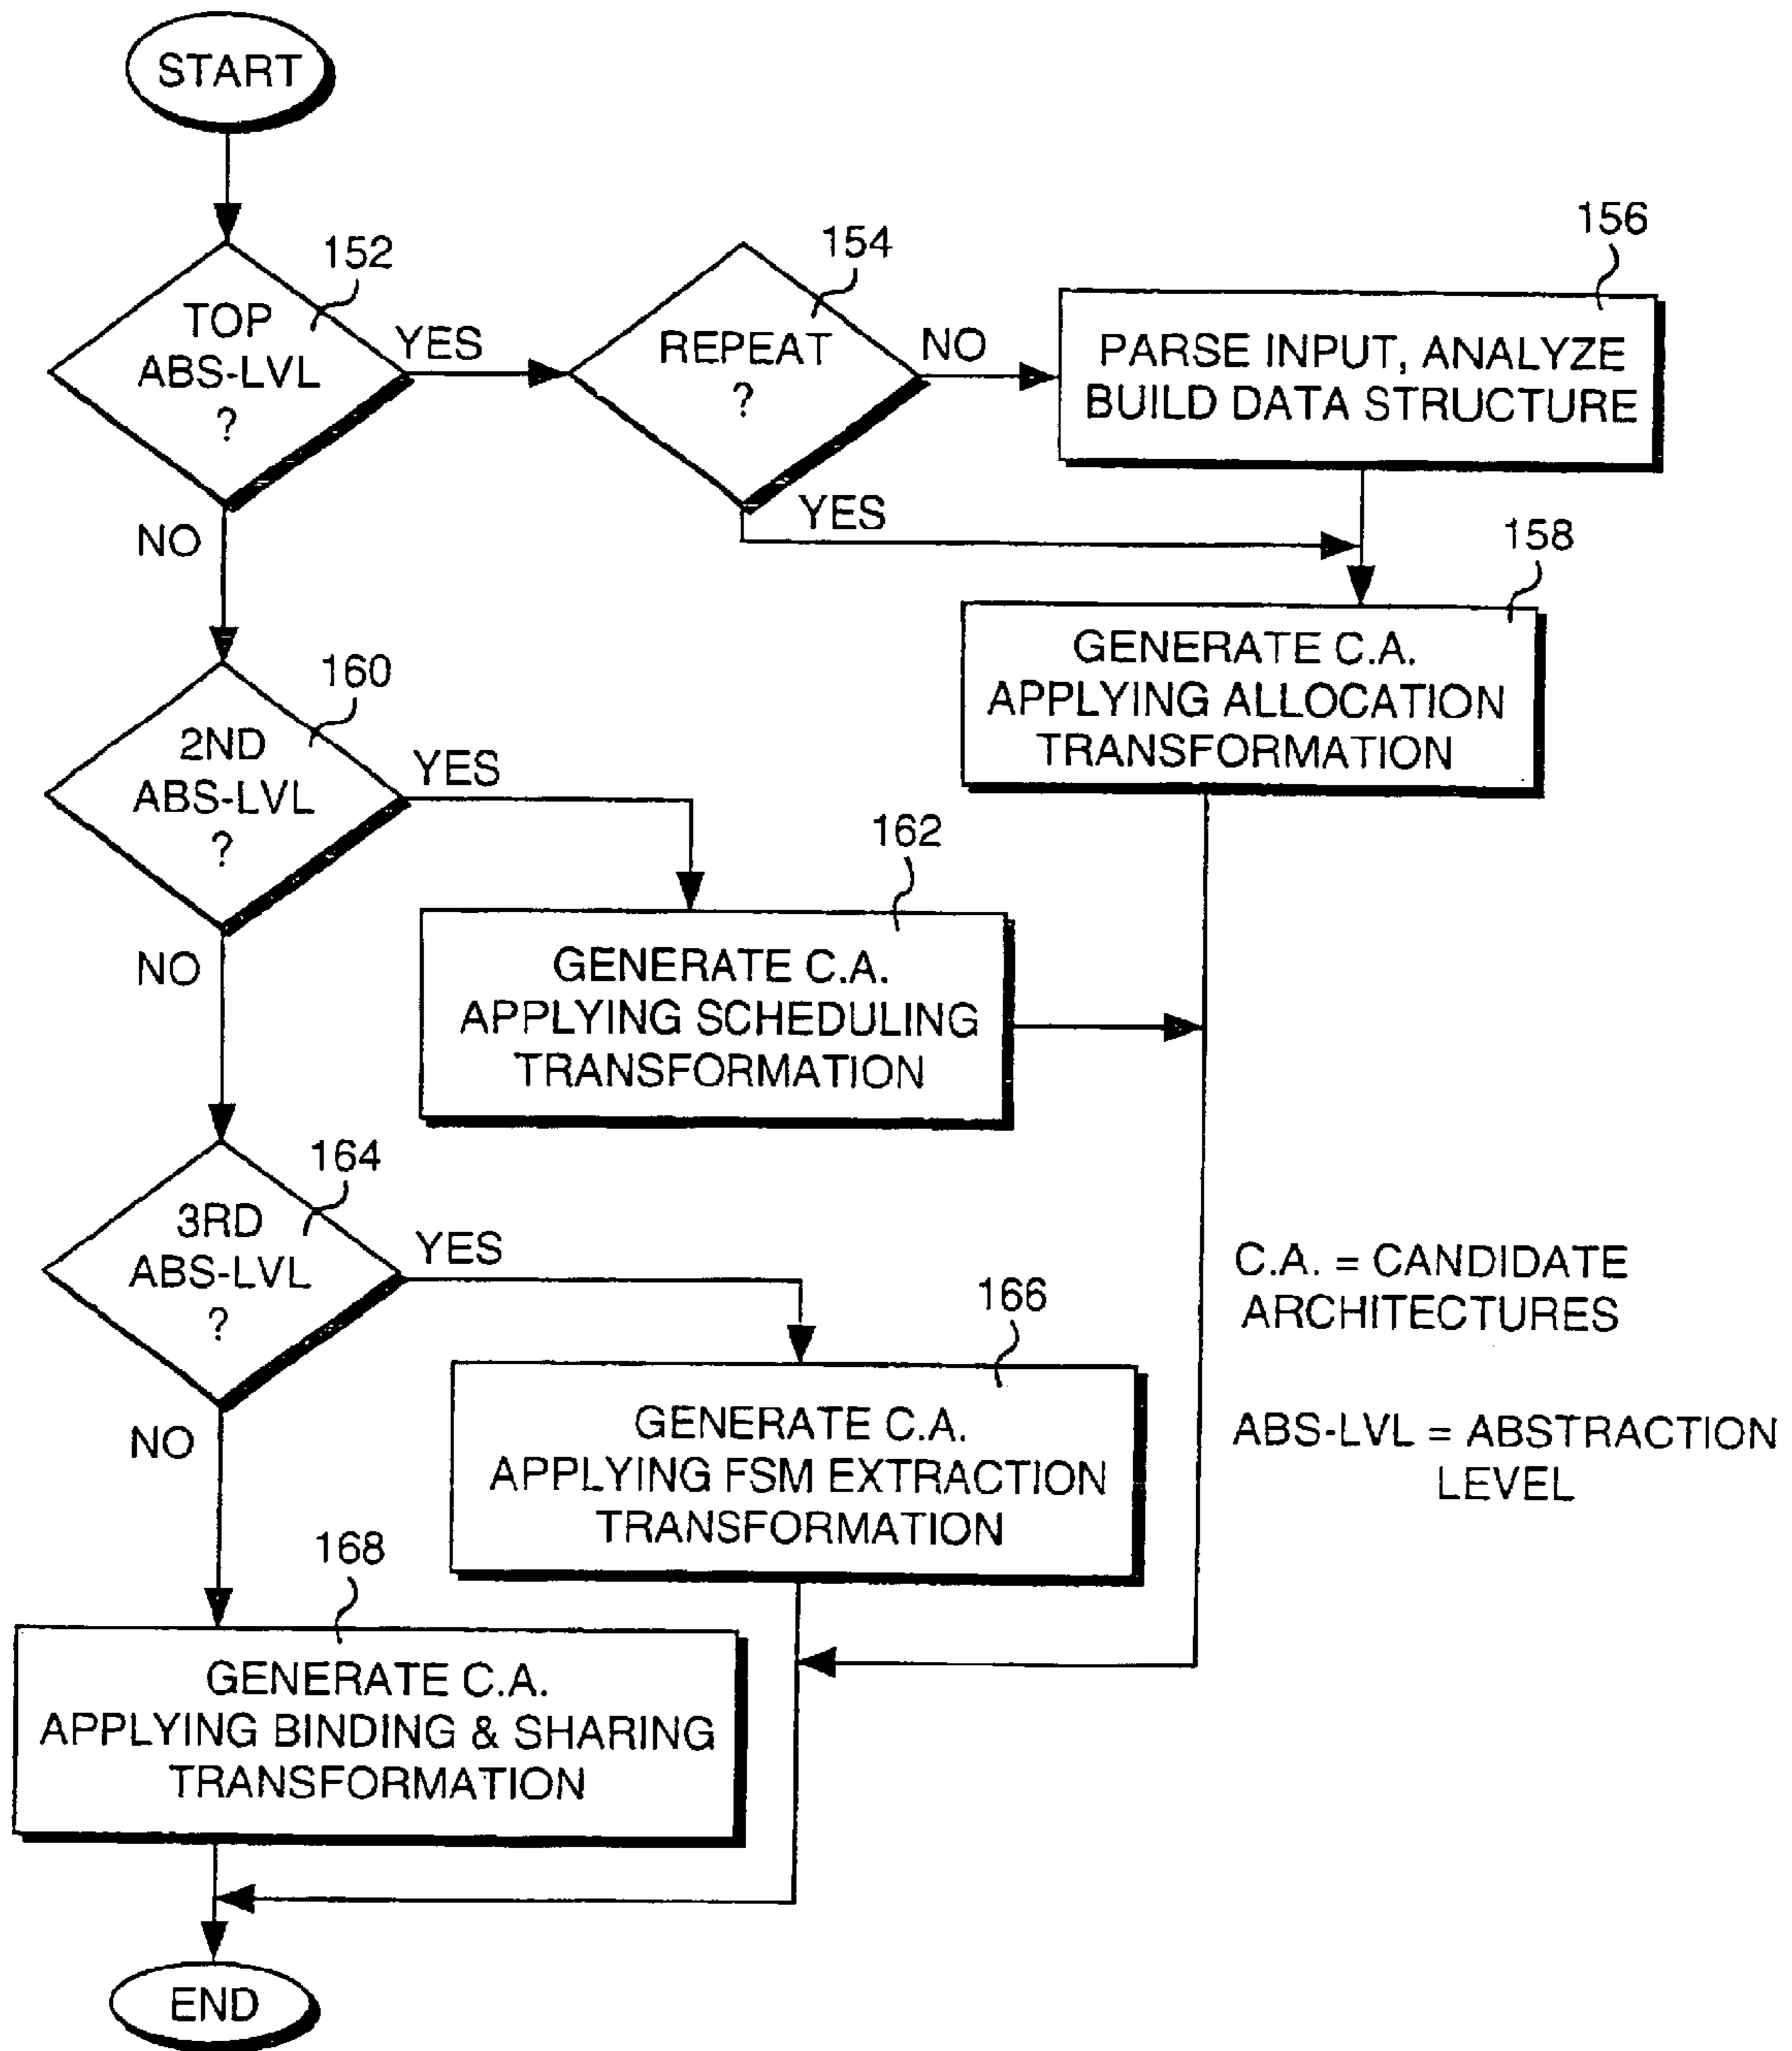 START
152
TOP
ABS-LVL
?
YES
NO
154
REPEAT
?
NO
YES
156
PARSE INPUT, ANALYZE
BUILD DATA STRUCTURE
158
GENERATE C.A.
APPLYING ALLOCATION
TRANSFORMATION
160
2ND
ABS-LVL
?
YES
NO
162
GENERATE C.A.
APPLYING SCHEDULING
TRANSFORMATION
164
3RD
ABS-LVL
?
YES
NO
166
GENERATE C.A.
APPLYING FSM EXTRACTION
TRANSFORMATION
C.A. = CANDIDATE
ARCHITECTURES
ABS-LVL = ABSTRACTION
LEVEL
168
GENERATE C.A.
APPLYING BINDING & SHARING
TRANSFORMATION
END